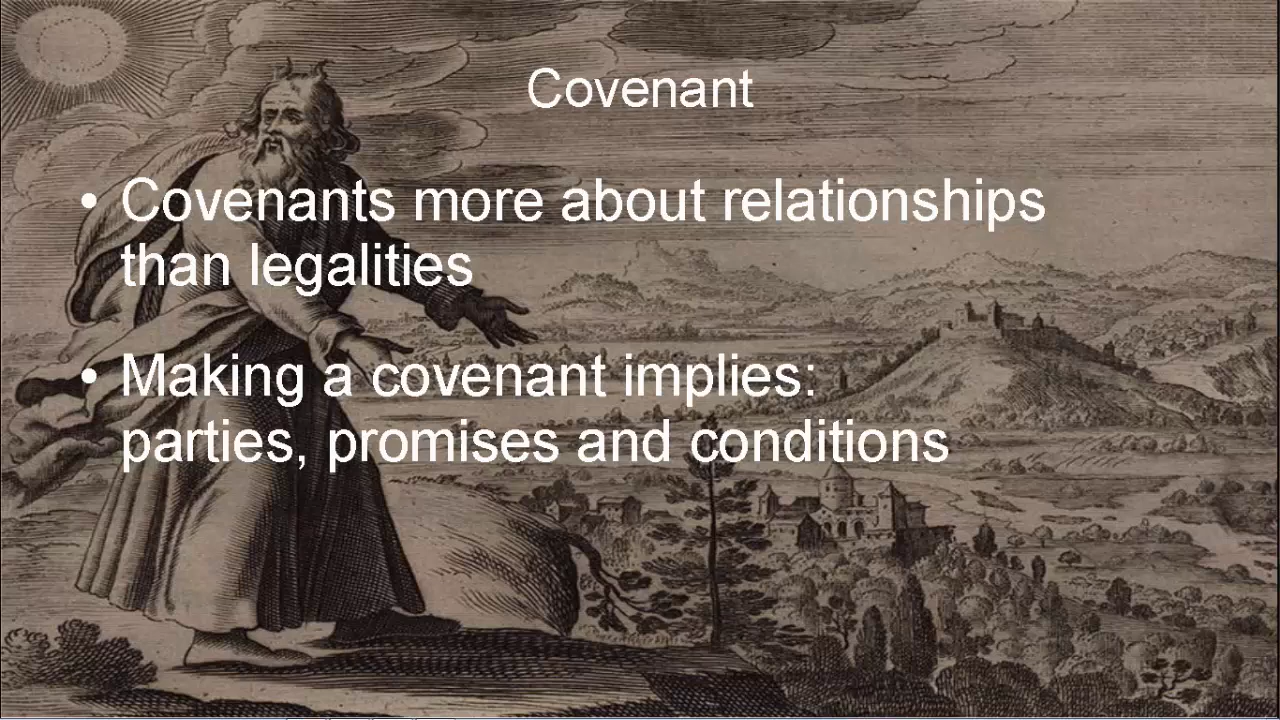 Covenant
• Covenants more about relationships
than legalities
• Making a covenant implies:
parties, promises and conditions